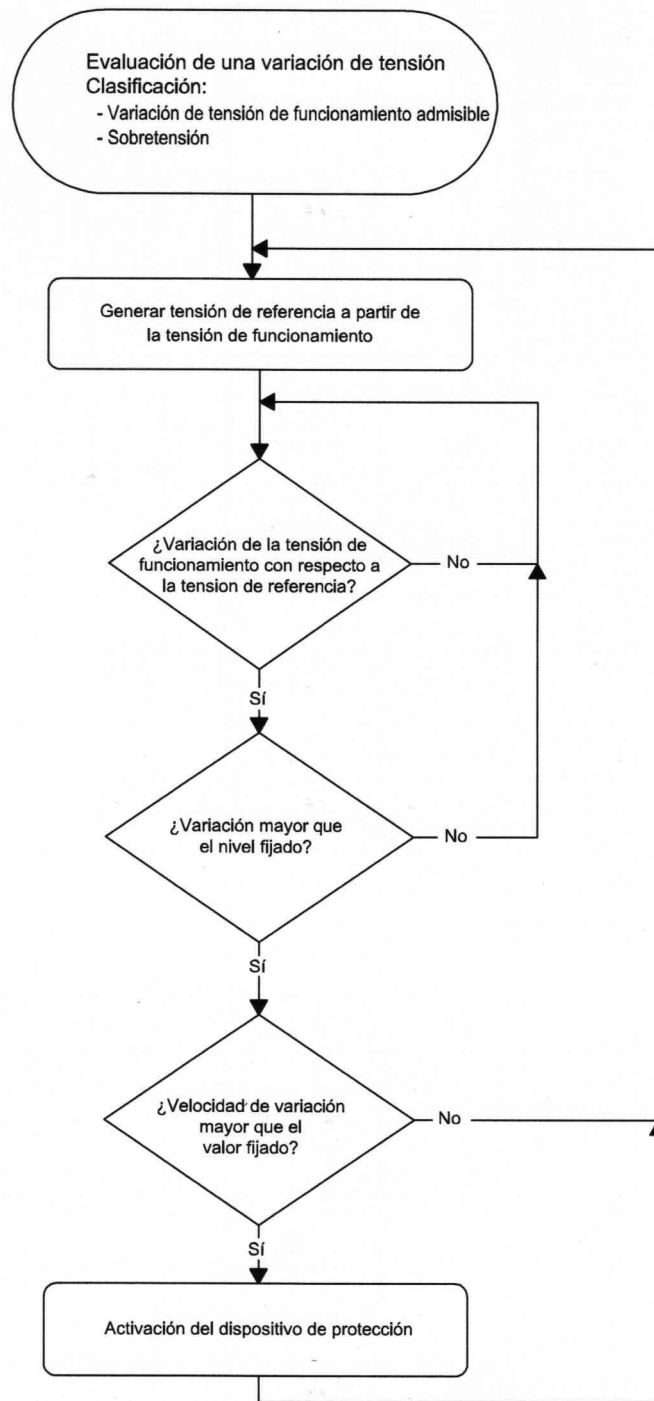 Evaluación de una variación de tensión
Clasificación:
- Variación de tensión de funcionamiento admisible
- Sobretensión
Generar tensión de referencia a partir de
la tensión de funcionamiento
¿Variación de la tensión de
funcionamiento con respecto a
la tension de referencia?
No
Sí
¿Variación mayor que
el nivel fijado?
No
Sí
¿Velocidad de variación
mayor que el
valor fijado?
No
Sí
Activación del dispositivo de protección